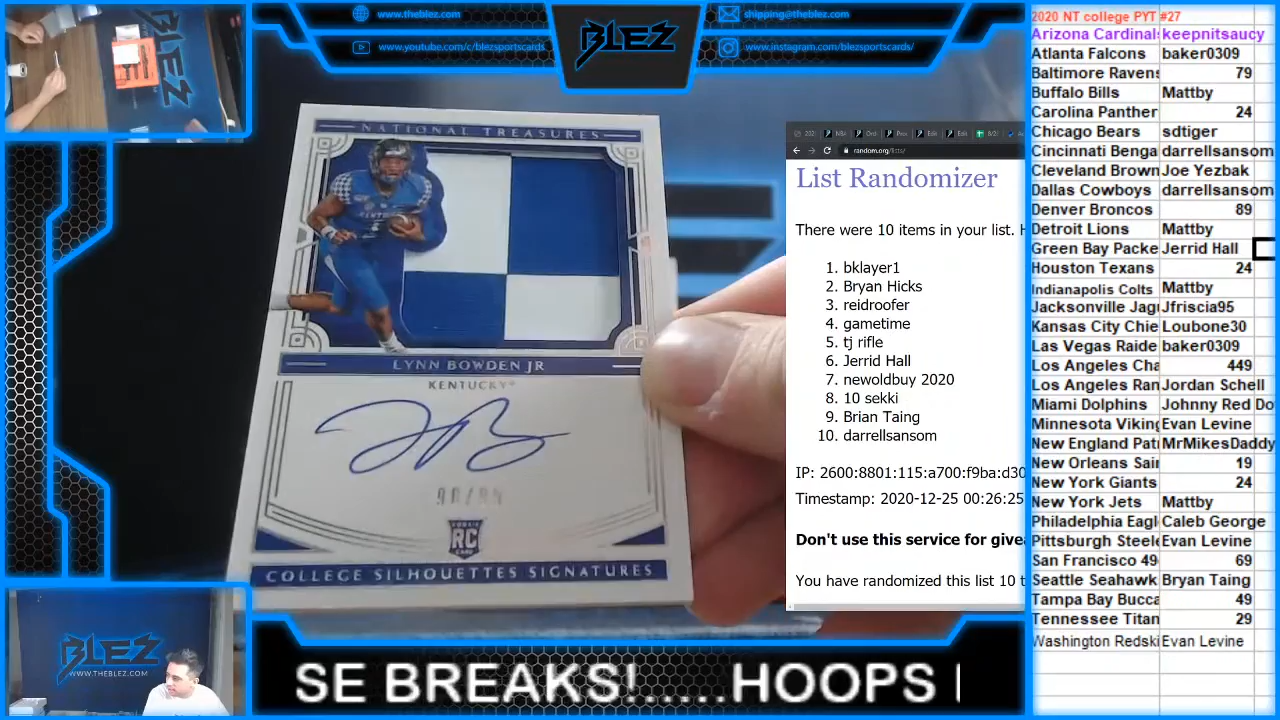 www.theblez.com
www.youtube.com/c/blezsportscards
BLEZ
shipping@theblez.com
www.instagram.com/blezsportscards/
NATIONAL TREASURES
LYNN BOWDEN JR
KENTUCKY
RC
COLLEGE SILHOUETTES SIGNATURES
random.org/lists/
List Randomizer
There were 10 items in your list. H
1. bklayer1
2. Bryan Hicks
3. reidroofer
4. gametime
5. tj rifle
6. Jerrid Hall
7. newoldbuy 2020
8. 10 sekki
9. Brian Taing
10. darrellsansom
IP: 2600:8801:115:a700:f9ba:d30
Timestamp: 2020-12-25 00:26:25
Don't use this service for givea
You have randomized this list 10 t
2020 NT college PYT #27
Arizona Cardinals keepnitsaucy
Atlanta Falcons baker0309
Baltimore Ravens 79
Buffalo Bills Mattby
Carolina Panther 24
Chicago Bears sdtiger
Cincinnati Benga darrellsansom
Cleveland Brown Joe Yezbak
Dallas Cowboys darrellsansom
Denver Broncos 89
Detroit Lions Mattby
Green Bay Packe Jerrid Hall
Houston Texans 24
Indianapolis Colts Mattby
Jacksonville Jagu Jfriscia95
Kansas City Chie Loubone30
Las Vegas Raide baker0309
Los Angeles Cha 449
Los Angeles Ran Jordan Schell
Miami Dolphins Johnny Red Do
Minnesota Viking Evan Levine
New England Pat MrMikesDaddy
New Orleans Sai 19
New York Giants 24
New York Jets Mattby
Philadelphia Eagl Caleb George
Pittsburgh Steele Evan Levine
San Francisco 49 69
Seattle Seahawk Bryan Taing
Tampa Bay Bucca 49
Tennessee Titan 29
Washington Redski Evan Levine
BLEZ
WWW.THEBLEZ.COM
SE BREAKS!.....HOOPS